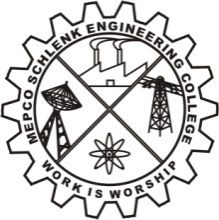 MEPCO SCHLENK ENGINEERING COLLEGE
WORK IS WORSHIP